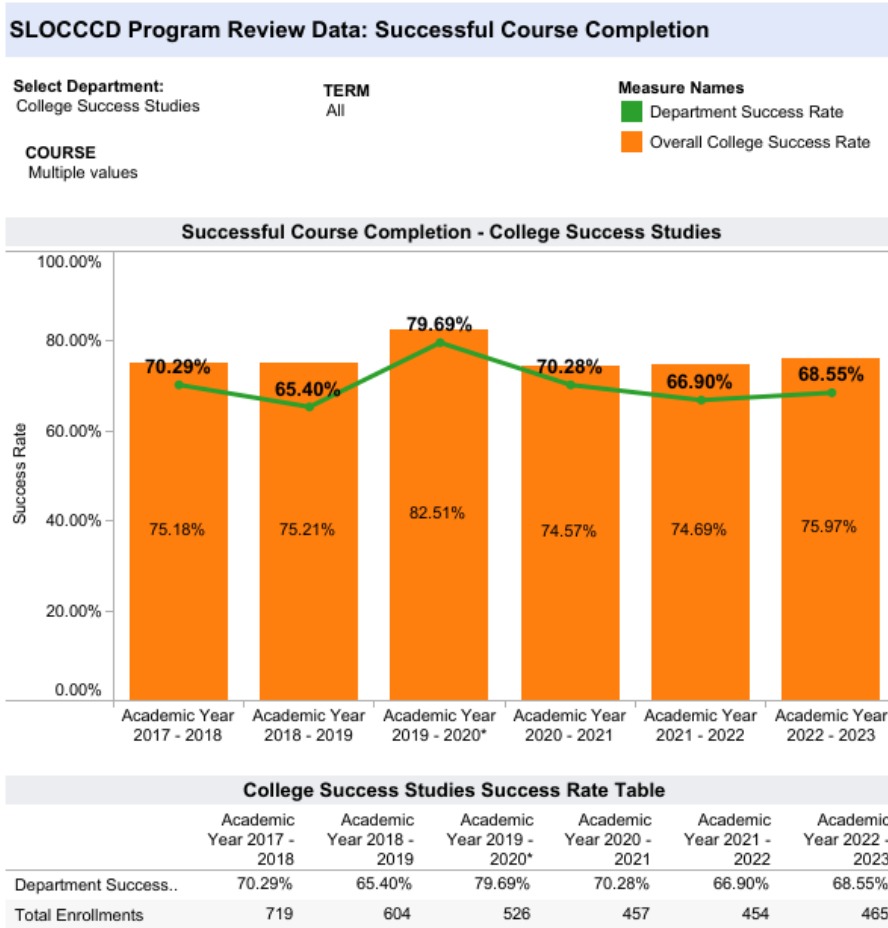 SLOCCCD Program Review Data: Successful Course Completion
Select Department:
College Success Studies
TERM
All
Measure Names
Department Success Rate
Overall College Success Rate
COURSE
Multiple values
Successful Course Completion - College Success Studies
100.00%
80.00%
60.00%
40.00%
20.00%
0.00%
Success Rate
70.29%
65.40%
79.69%
70.28%
66.90%
68.55%
75.18%
75.21%
82.51%
74.57%
74.69%
75.97%
Academic Year
2017 - 2018
Academic Year
2018 - 2019
Academic Year
2019 - 2020*
Academic Year
2020 - 2021
Academic Year
2021 - 2022
Academic Year
2022 - 2023
College Success Studies Success Rate Table
Academic
Year 2017 -
2018
Academic
Year 2018 -
2019
Academic
Year 2019 -
2020*
Academic
Year 2020 -
2021
Academic
Year 2021 -
2022
Academic
Year 2022 -
2023
Department Success.. 70.29% 65.40% 79.69% 70.28% 66.90% 68.55%
Total Enrollments 719 604 526 457 454 465